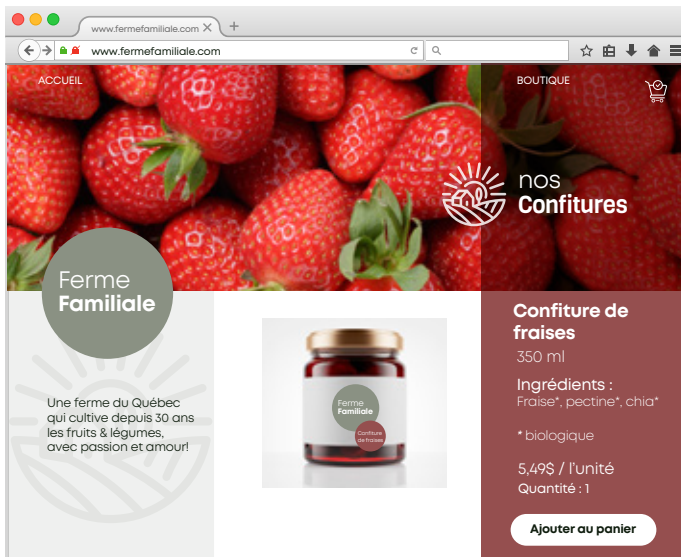 www.fermefamiliale.com
www.fermefamiliale.com
ACCUEIL
BOUTIQUE
nos
Confitures
Ferme
Familiale
Une ferme du Québec
qui cultive depuis 30 ans
les fruits & légumes,
avec passion et amour!
Ferme
Familiale
Confiture
de fraises
Confiture de
fraises
350 ml
Ingrédients :
Fraise*, pectine*, chia*
* biologique
5,49$ / l'unité
Quantité : 1
Ajouter au panier